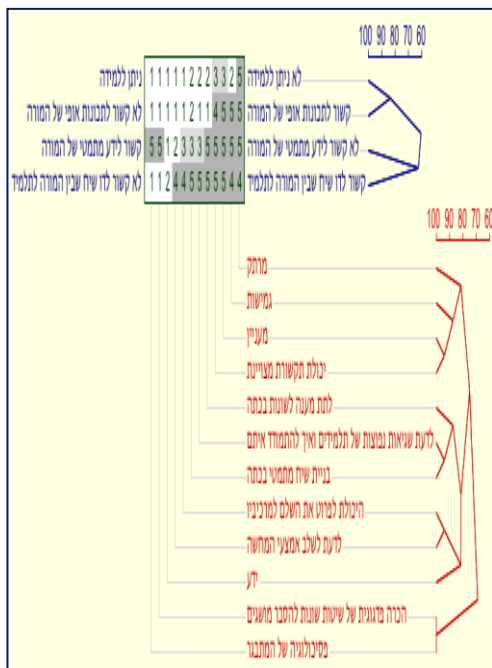 100 90 80 70 60
ניתן ללמידה 1 1 1 1 1 2 2 2 3 3 2 5 לא ניתן ללמידה
לא קשור לתכונות אופי של המורה 1 1 1 1 1 1 2 1 1 4 5 5 5 קשור לתכונות אופי של המורה
קשור לידע מתמטי של המורה 5 5 1 2 3 3 3 5 5 5 5 5 לא קשור לידע מתמטי של המורה
לא קשור לדו שיח שבין המורה לתלמיד 1 1 2 4 4 5 5 5 5 5 4 4 קשור לדו שיח שבין המורה לתלמיד
100 90 80 70 60
מרתק
גמישות
מעניין
יכולת תקשורת מצויינת
לתת מענה לשונות בכתה
לדעת שגיאות נפוצות של תלמידים ואיך להתמודד איתם
בניית שיח מתמטי בכתה
היכולת לפרוט את השלם למרכיביו
לדעת לשלב אמצעי המחשה
ידע
הכרה פדגוגית של שיטות שונות להסבר מושגים
פסיכולוגיה של המתבגר